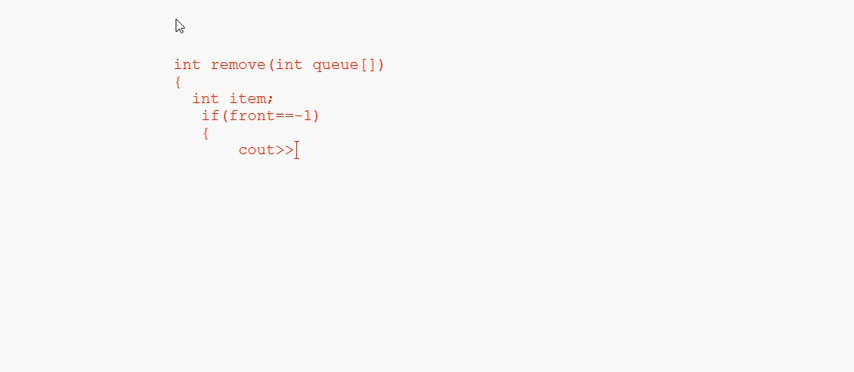 int remove(int queue[])
{
  int item;
   if(front==-1)
   {
       cout>>